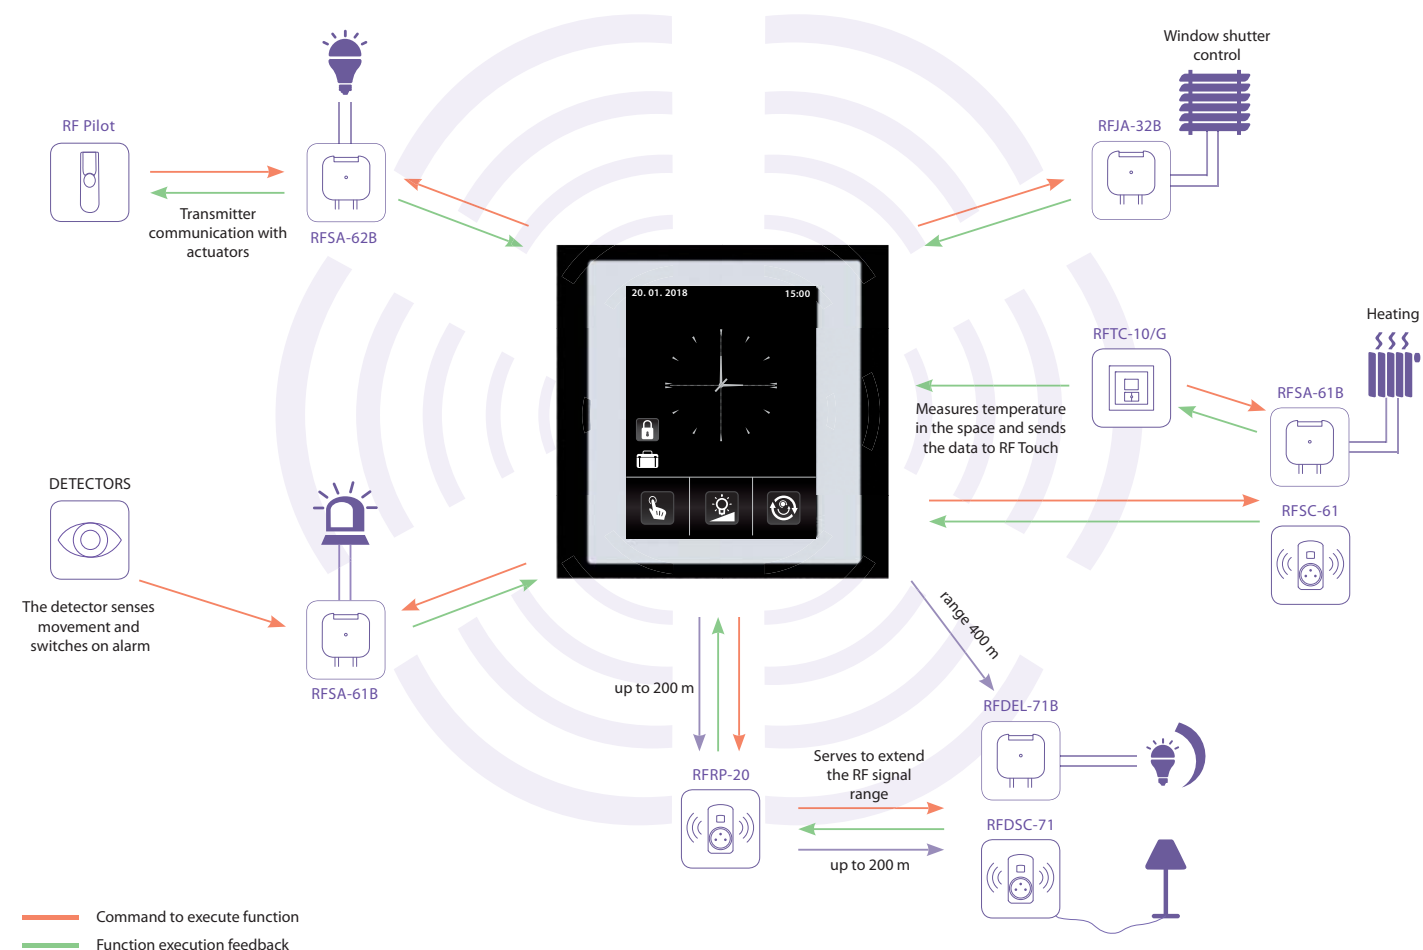 Window shutter
control
RF Pilot
RFJA-32B
Transmitter
communication with
actuators
RFSA-62B
20. 01. 2018
15:00
Heating
RFTC-10/G
RFSA-61B
Measures temperature
in the space and sends
the data to RF Touch
DETECTORS
RFSC-61
The detector senses
movement and
switches on alarm
RFSA-61B
range 400 m
up to 200 m
RFDEL-71B
RFRP-20
Serves to extend
the RF signal
range
RFDSC-71
up to 200 m
Command to execute function
Function execution feedback